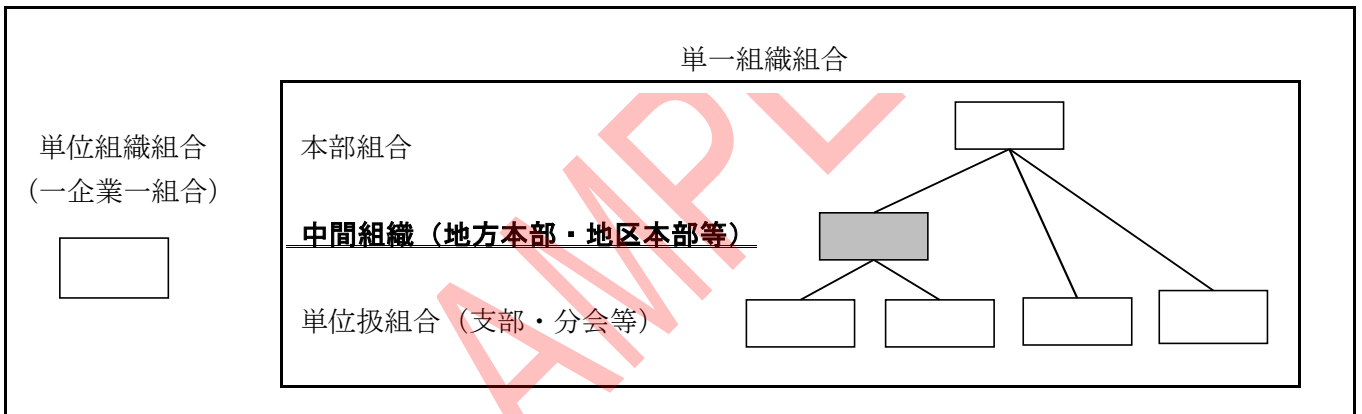 単一組織組合
単位組織組合
(一企業一組合)
本部組合
中間組織(地方本部・地区本部等)
単位扱組合(支部・分会等)
AMPL